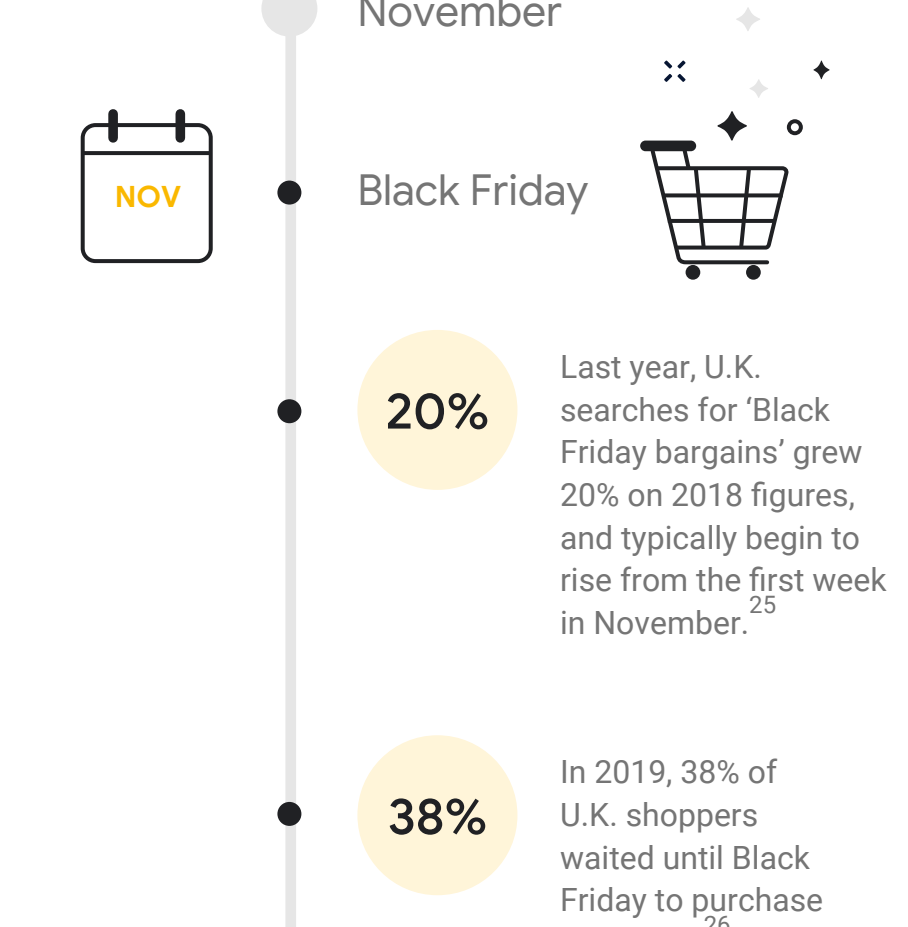 November
NOV
Black Friday
20%
Last year, U.K.
searches for ‘Black
Friday bargains’ grew
20% on 2018 figures,
and typically begin to
rise from the first week
in November.25
38%
In 2019, 38% of
U.K. shoppers
waited until Black
Friday to purchase
26